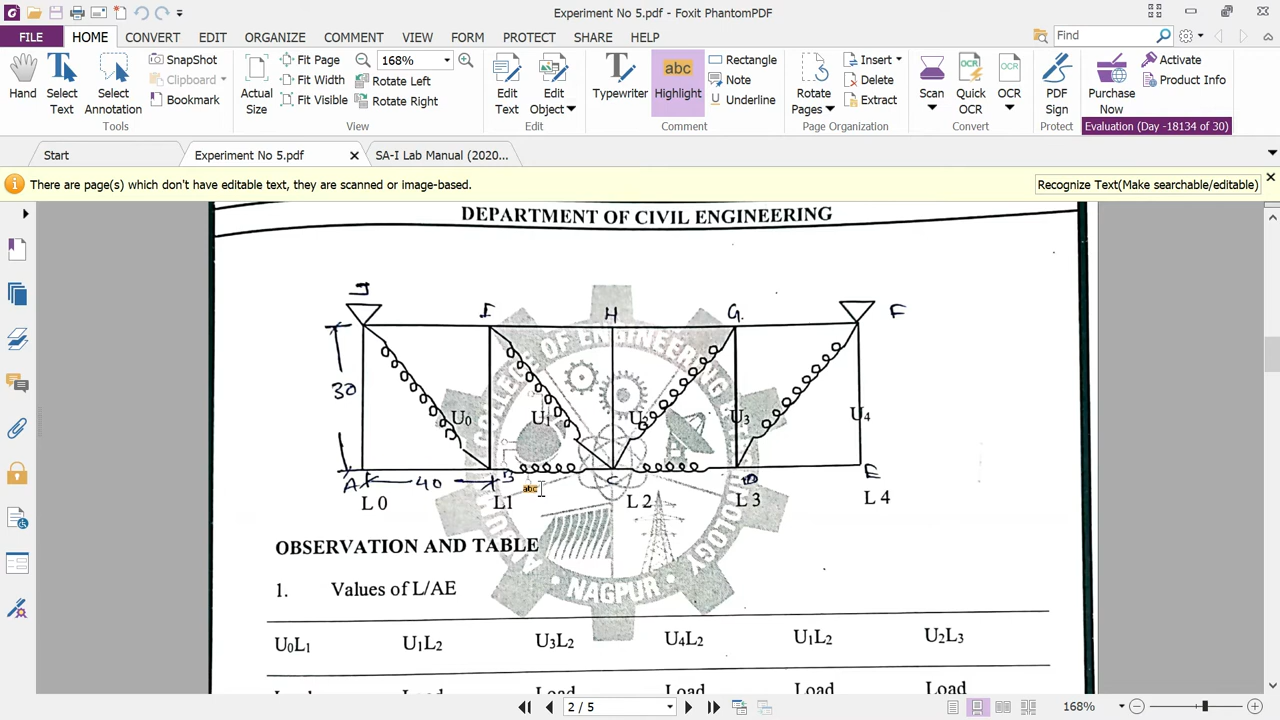 Experiment No 5.pdf - Foxit PhantomPDF
FILE HOME CONVERT EDIT ORGANIZE COMMENT VIEW FORM PROTECT SHARE HELP Find
Hand
Select Text
Select Annotation
SnapShot
Clipboard
Bookmark
Tools
Actual Size
Fit Page
Fit Width
Fit Visible
168%
Rotate Left
Rotate Right
View
Edit Text
Edit Object
Edit
Typewriter
abc
Highlight
Rectangle
Note
Underline
Comment
Rotate Pages
Insert
Delete
Extract
Page Organization
Scan
Quick OCR
OCR
Convert
PDF Sign
Protect
Purchase Now
Activate
Product Info
Evaluation (Day -18134 of 30)
Start
Experiment No 5.pdf
SA-I Lab Manual (2020...
There are page(s) which don't have editable text, they are scanned or image-based.
Recognize Text(Make searchable/editable)
DEPARTMENT OF CIVIL ENGINEERING
J I H G. F
30
U0 U1 U2 U3 U4
A 40 B C D E
abc
L 0 L1 L 2 L 3 L 4
OF ENGINEERING
NAGPUR
OBSERVATION AND TABLE
1. Values of L/AE
U0L1 U1L2 U3L2 U4L2 U1L2 U2L3
Load Load Load Load Load
2 / 5
168%